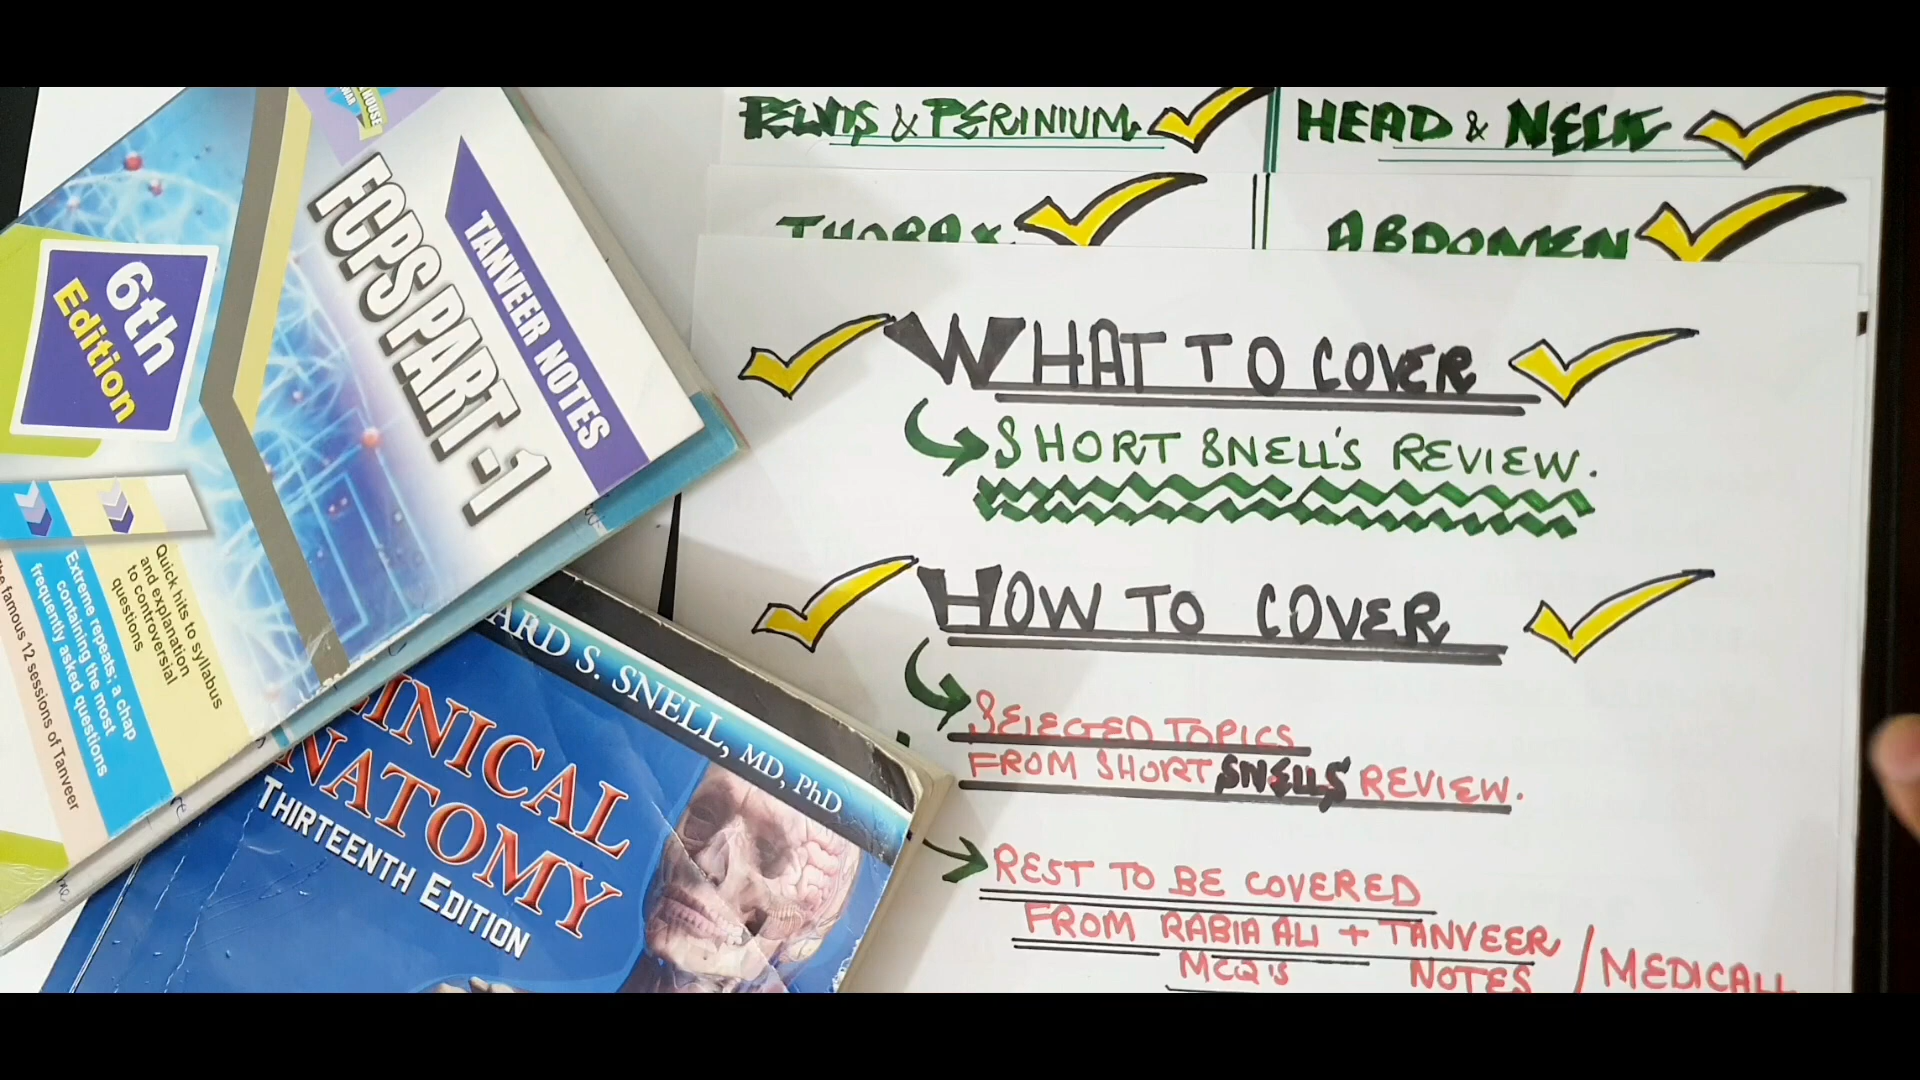 HOUSE
TANVEER NOTES
FCPS PART-1
6th
Edition
Quick hits to syllabus
and explanation
to controversial
questions
Extreme repeats; a chap
containing the most
frequently asked questions
famous 12 sessions of Tanveer
ARD S. SNELL, MD, PhD
INICAL
NATOMY
THIRTEENTH EDITION
PELVIS & PERINIUM
HEAD & NECK
THORAX
ABDOMEN
WHAT TO COVER
SHORT SNELL'S REVIEW.
HOW TO COVER
SELECTED TOPICS
FROM SHORT SNELLS REVIEW.
REST TO BE COVERED
FROM RABIA ALI + TANVEER
MCQ'S NOTES / MEDICALL